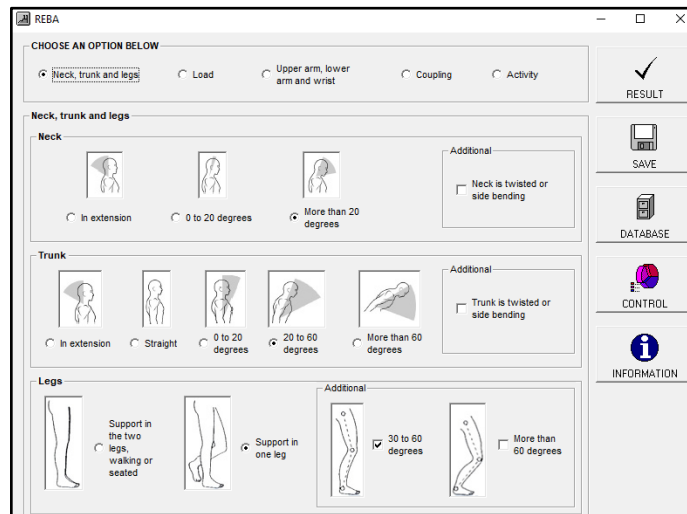 REBA
CHOOSE AN OPTION BELOW
Neck, trunk and legs
Load
Upper arm, lower
arm and wrist
Coupling
Activity
RESULT
SAVE
DATABASE
CONTROL
INFORMATION
Neck, trunk and legs
Neck
In extension
0 to 20 degrees
More than 20
degrees
Additional
Neck is twisted or
side bending
Trunk
In extension
Straight
0 to 20
degrees
20 to 60
degrees
More than 60
degrees
Additional
Trunk is twisted or
side bending
Legs
Support in
the two
legs,
walking or
seated
Support in
one leg
Additional
30 to 60
degrees
More than
60 degrees